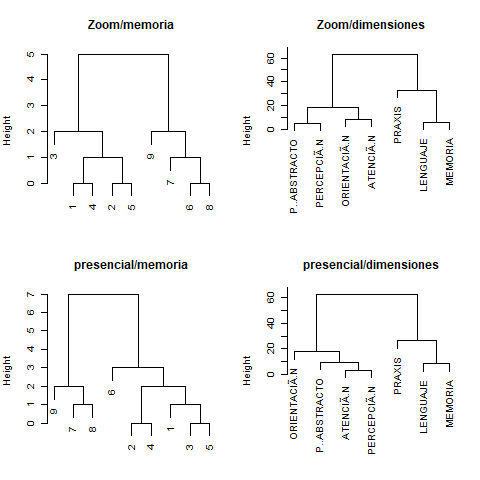 Zoom/memoria
Height
0 1 2 3 4 5
3
1
4
2
5
9
7
6
8
Zoom/dimensiones
Height
0 20 40 60
P..ABSTRACTO
PERCEPCIÃ.N
ORIENTACIÃ.N
ATENCIÃ.N
PRAXIS
LENGUAJE
MEMORIA
presencial/memoria
Height
0 1 2 3 4 5 6 7
9
7
8
6
2
4
1
3
5
presencial/dimensiones
Height
0 20 40 60
ORIENTACIÃ.N
P..ABSTRACTO
ATENCIÃ.N
PERCEPCIÃ.N
PRAXIS
LENGUAJE
MEMORIA